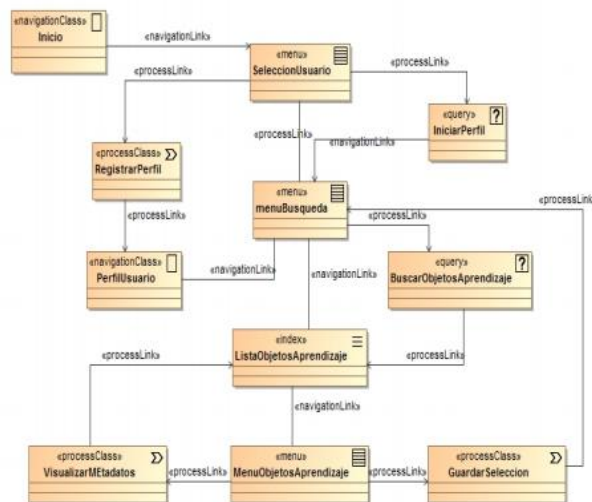 «navigationClass»
Inicio
«navigationLink»
«menu»
SeleccionUsuario
«processLink»
«processLink»
«query»
IniciarPerfil
«processLink»
«navigationLink»
«processClass»
RegistrarPerfil
«processLink»
«menu»
menuBusqueda
«processLink»
«processLink»
«navigationClass»
PerfilUsuario
«navigationLink»
«navigationLink»
«query»
BuscarObjetosAprendizaje
«index»
ListaObjetosAprendizaje
«processLink»
«processLink»
«navigationLink»
«processClass»
VisualizarMEtadatos
«processLink»
«menu»
MenuObjetosAprendizaje
«processLink»
«processClass»
GuardarSeleccion